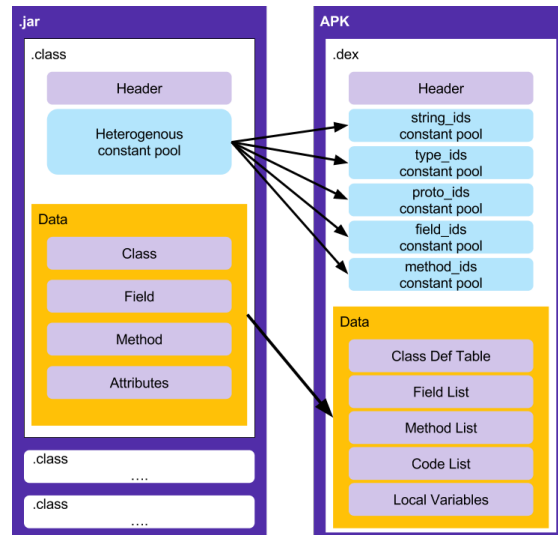 .jar
.class
Header
Heterogenous
constant pool
Data
Class
Field
Method
Attributes
.class
....
.class
....
APK
.dex
Header
string_ids
constant pool
type_ids
constant pool
proto_ids
constant pool
field_ids
constant pool
method_ids
constant pool
Data
Class Def Table
Field List
Method List
Code List
Local Variables